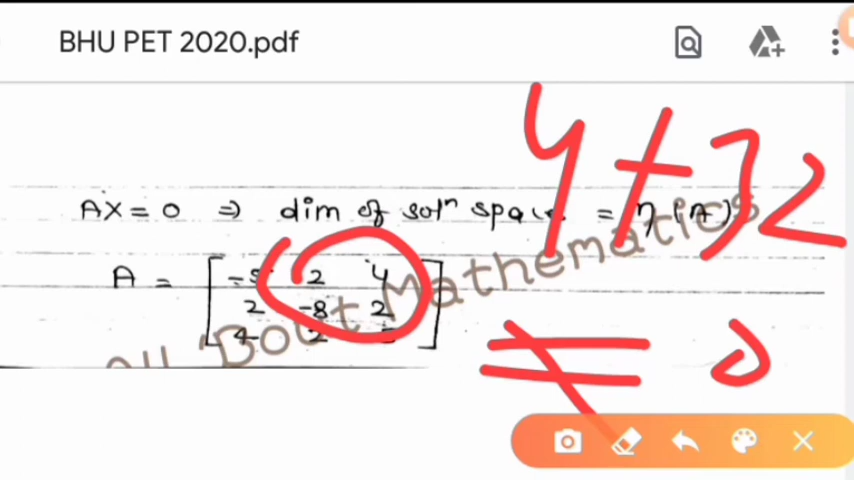 BHU PET 2020.pdf
4+32
AX = 0 ⇒ dim of solⁿ space = η(A)
A = [ -5 2 4
2 -8 2
4 2 ]
≠ 0
Mathematics